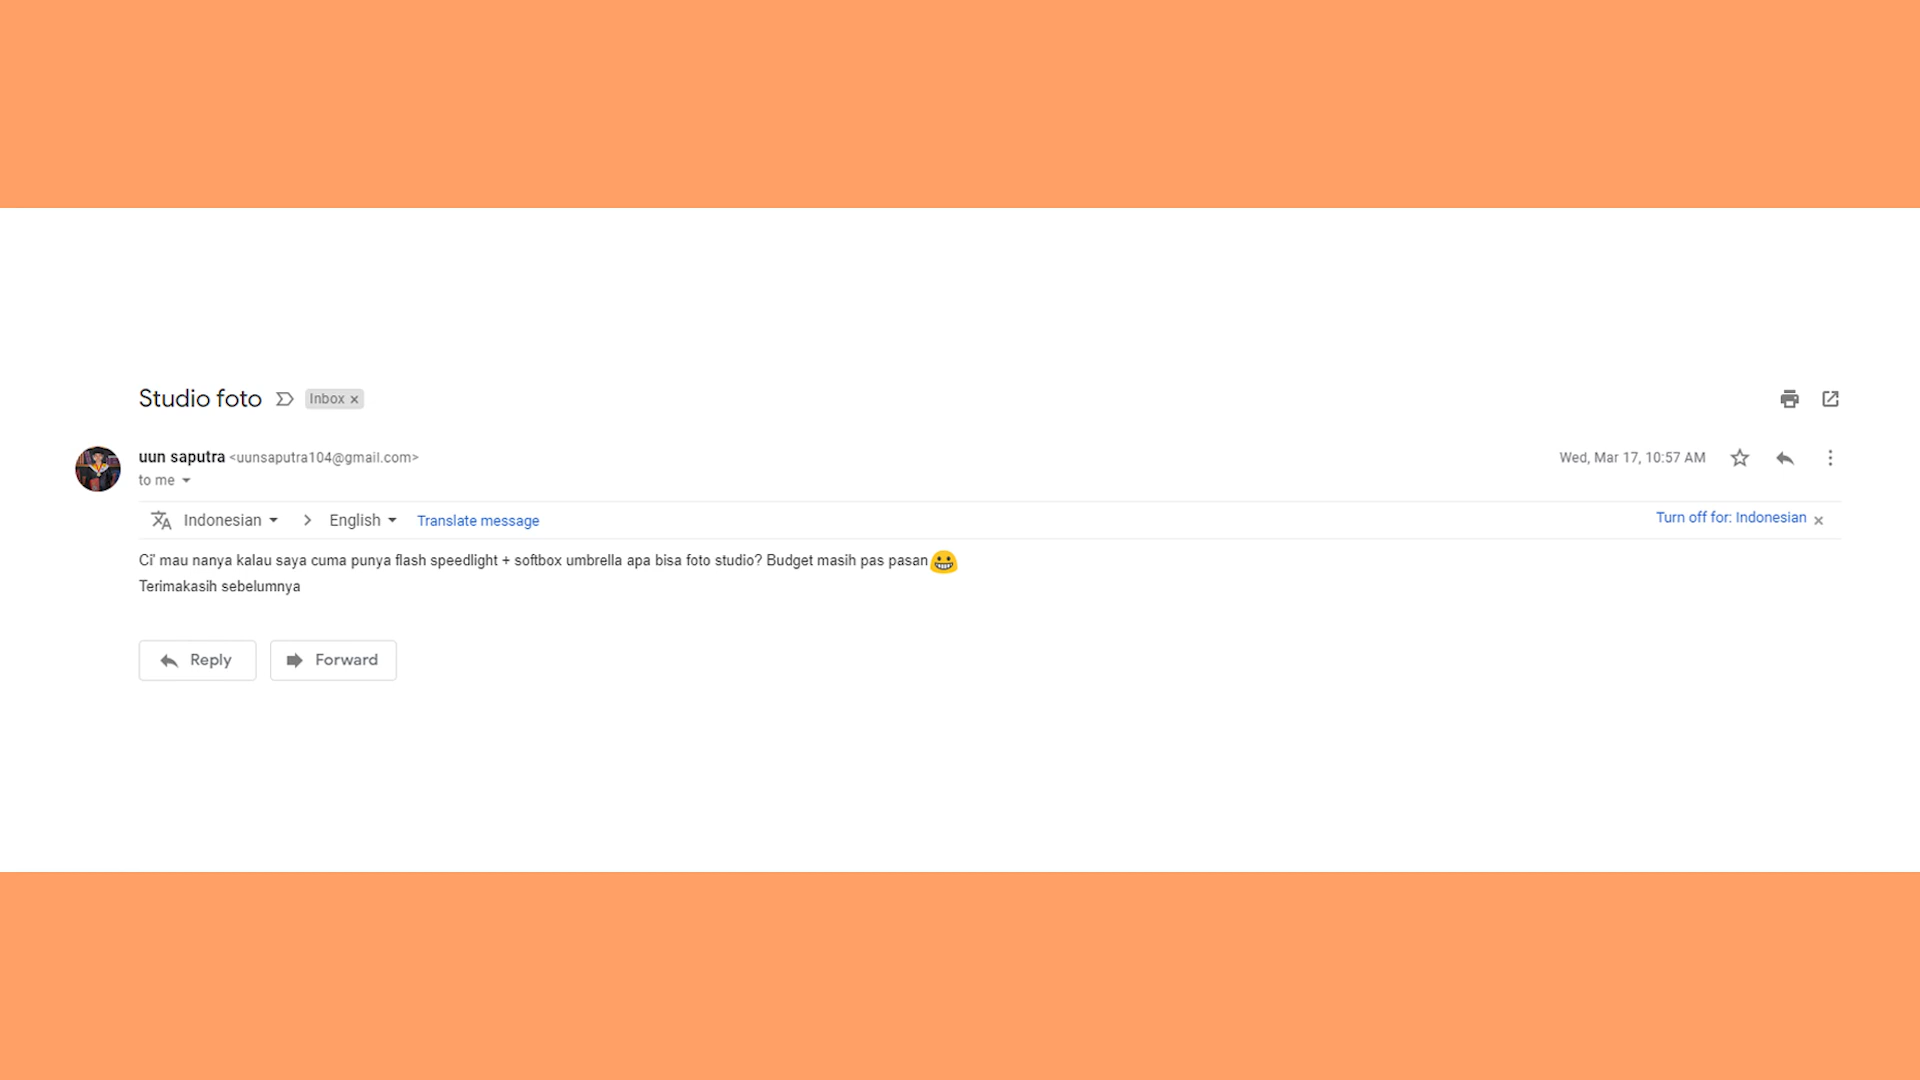 Studio foto Inbox ×
uun saputra <uunsaputra104@gmail.com> Wed, Mar 17, 10:57 AM
to me
Indonesian > English Translate message Turn off for: Indonesian ×
Ci' mau nanya kalau saya cuma punya flash speedlight + softbox umbrella apa bisa foto studio? Budget masih pas pasan😀
Terimakasih sebelumnya
Reply Forward